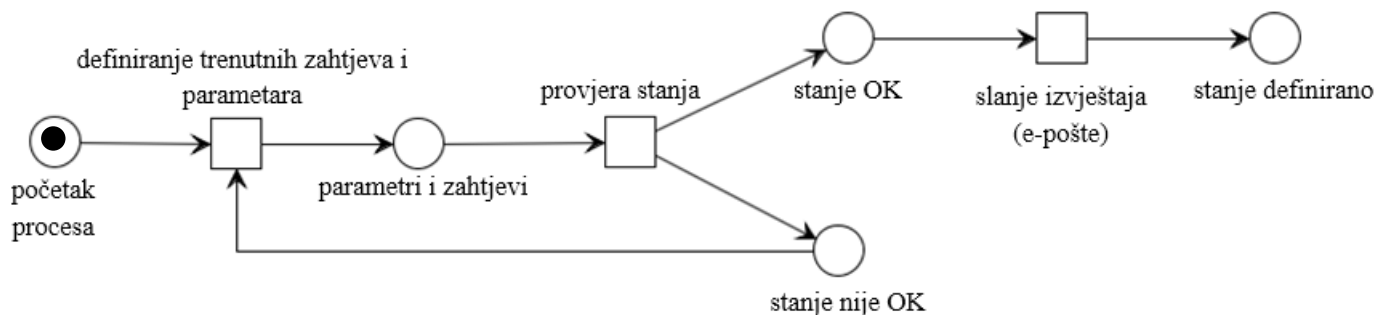 definiranje trenutnih zahtjeva i
parametara
provjera stanja
stanje OK
slanje izvještaja
(e-pošte)
stanje definirano
početak
procesa
parametri i zahtjevi
stanje nije OK